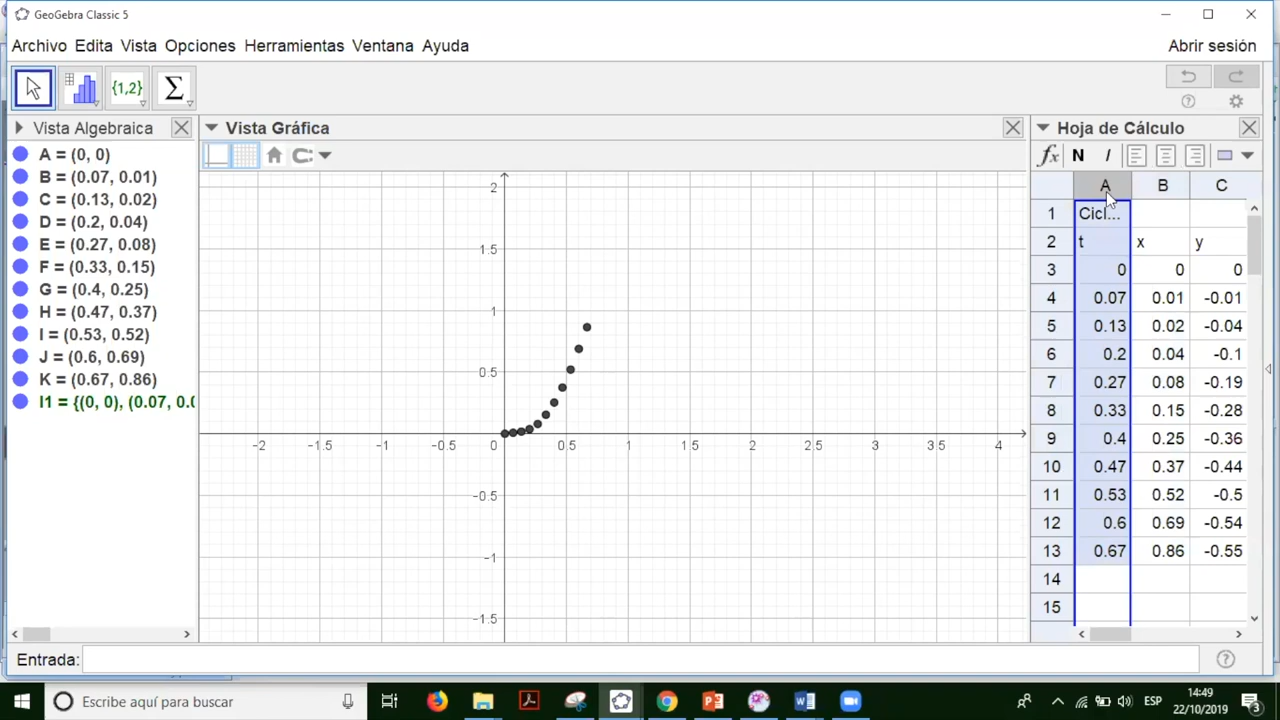 GeoGebra Classic 5
Archivo Edita Vista Opciones Herramientas Ventana Ayuda Abrir sesión
{1,2} Σ
Vista Algebraica
Vista Gráfica
Hoja de Cálculo
fx N I
A = (0, 0)
B = (0.07, 0.01)
C = (0.13, 0.02)
D = (0.2, 0.04)
E = (0.27, 0.08)
F = (0.33, 0.15)
G = (0.4, 0.25)
H = (0.47, 0.37)
I = (0.53, 0.52)
J = (0.6, 0.69)
K = (0.67, 0.86)
l1 = {(0, 0), (0.07, 0.0
2
1.5
1
0.5
-2 -1.5 -1 -0.5 0 0.5 1 1.5 2 2.5 3 3.5 4
-0.5
-1
-1.5
A B C
1 Cicl...
2 t x y
3 0 0 0
4 0.07 0.01 -0.01
5 0.13 0.02 -0.04
6 0.2 0.04 -0.1
7 0.27 0.08 -0.19
8 0.33 0.15 -0.28
9 0.4 0.25 -0.36
10 0.47 0.37 -0.44
11 0.53 0.52 -0.5
12 0.6 0.69 -0.54
13 0.67 0.86 -0.55
14
15
Entrada:
Escribe aquí para buscar
ESP
14:49
22/10/2019
3